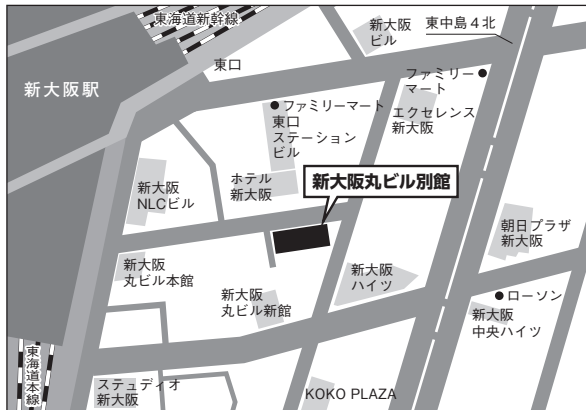 東海道新幹線
新大阪
ビル
東中島４北
東口
新大阪駅
ファミリー
マート
ファミリーマート
東口
ステーション
ビル
エクセレンス
新大阪
新大阪
NLCビル
ホテル
新大阪
新大阪丸ビル別館
朝日プラザ
新大阪
新大阪
丸ビル本館
新大阪
丸ビル新館
新大阪
ハイツ
ローソン
新大阪
中央ハイツ
東海道本線
ステュディオ
新大阪
KOKO PLAZA